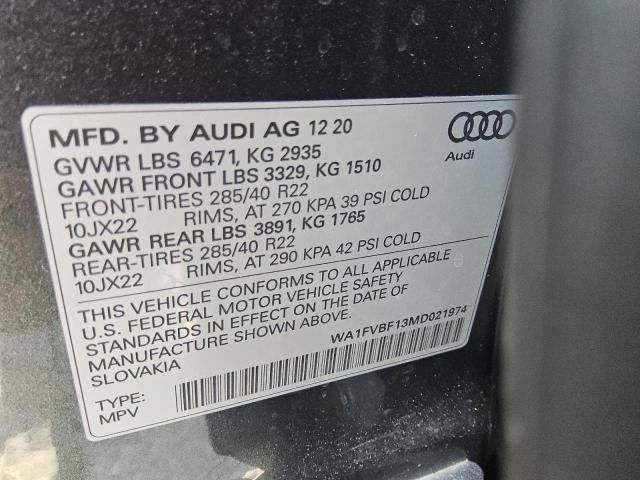 MFD. BY AUDI AG 12 20
Audi
GVWR LBS 6471, KG 2935
GAWR FRONT LBS 3329, KG 1510
FRONT-TIRES 285/40 R22
10JX22 RIMS, AT 270 KPA 39 PSI COLD
GAWR REAR LBS 3891, KG 1765
REAR-TIRES 285/40 R22
10JX22 RIMS, AT 290 KPA 42 PSI COLD
THIS VEHICLE CONFORMS TO ALL APPLICABLE
U.S. FEDERAL MOTOR VEHICLE SAFETY
STANDARDS IN EFFECT ON THE DATE OF
MANUFACTURE SHOWN ABOVE.
SLOVAKIA
WA1FVBF13MD021974
TYPE:
MPV